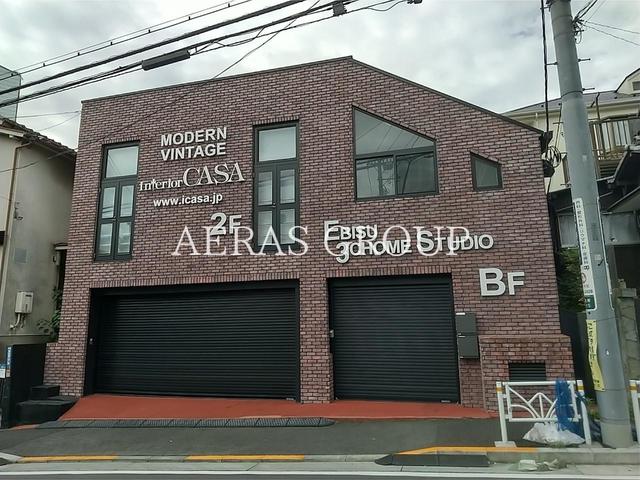 MODERN
VINTAGE
Interior CASA
www.icasa.jp
2F
EBISU
3CHOME STUDIO
BF
AERAS GROUP